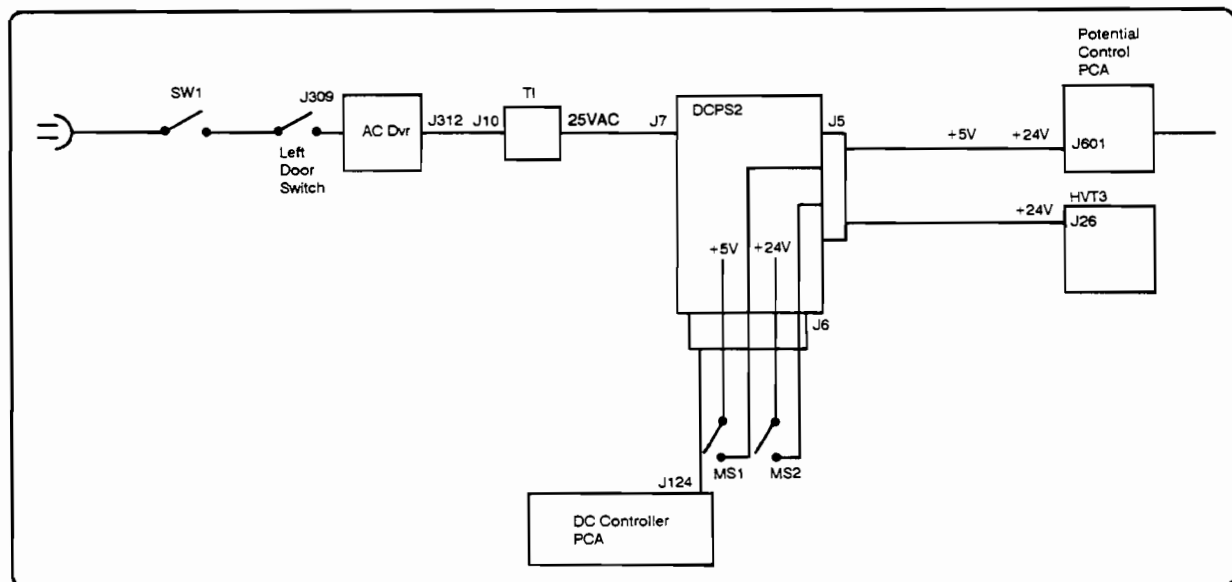 Potential
Control
PCA
SW1
J309
AC Dvr
J312
J10
TI
25VAC
J7
DCPS2
J5
+5V
+24V
J601
Left
Door
Switch
HVT3
+24V
J26
+5V
+24V
J6
MS1
MS2
J124
DC Controller
PCA